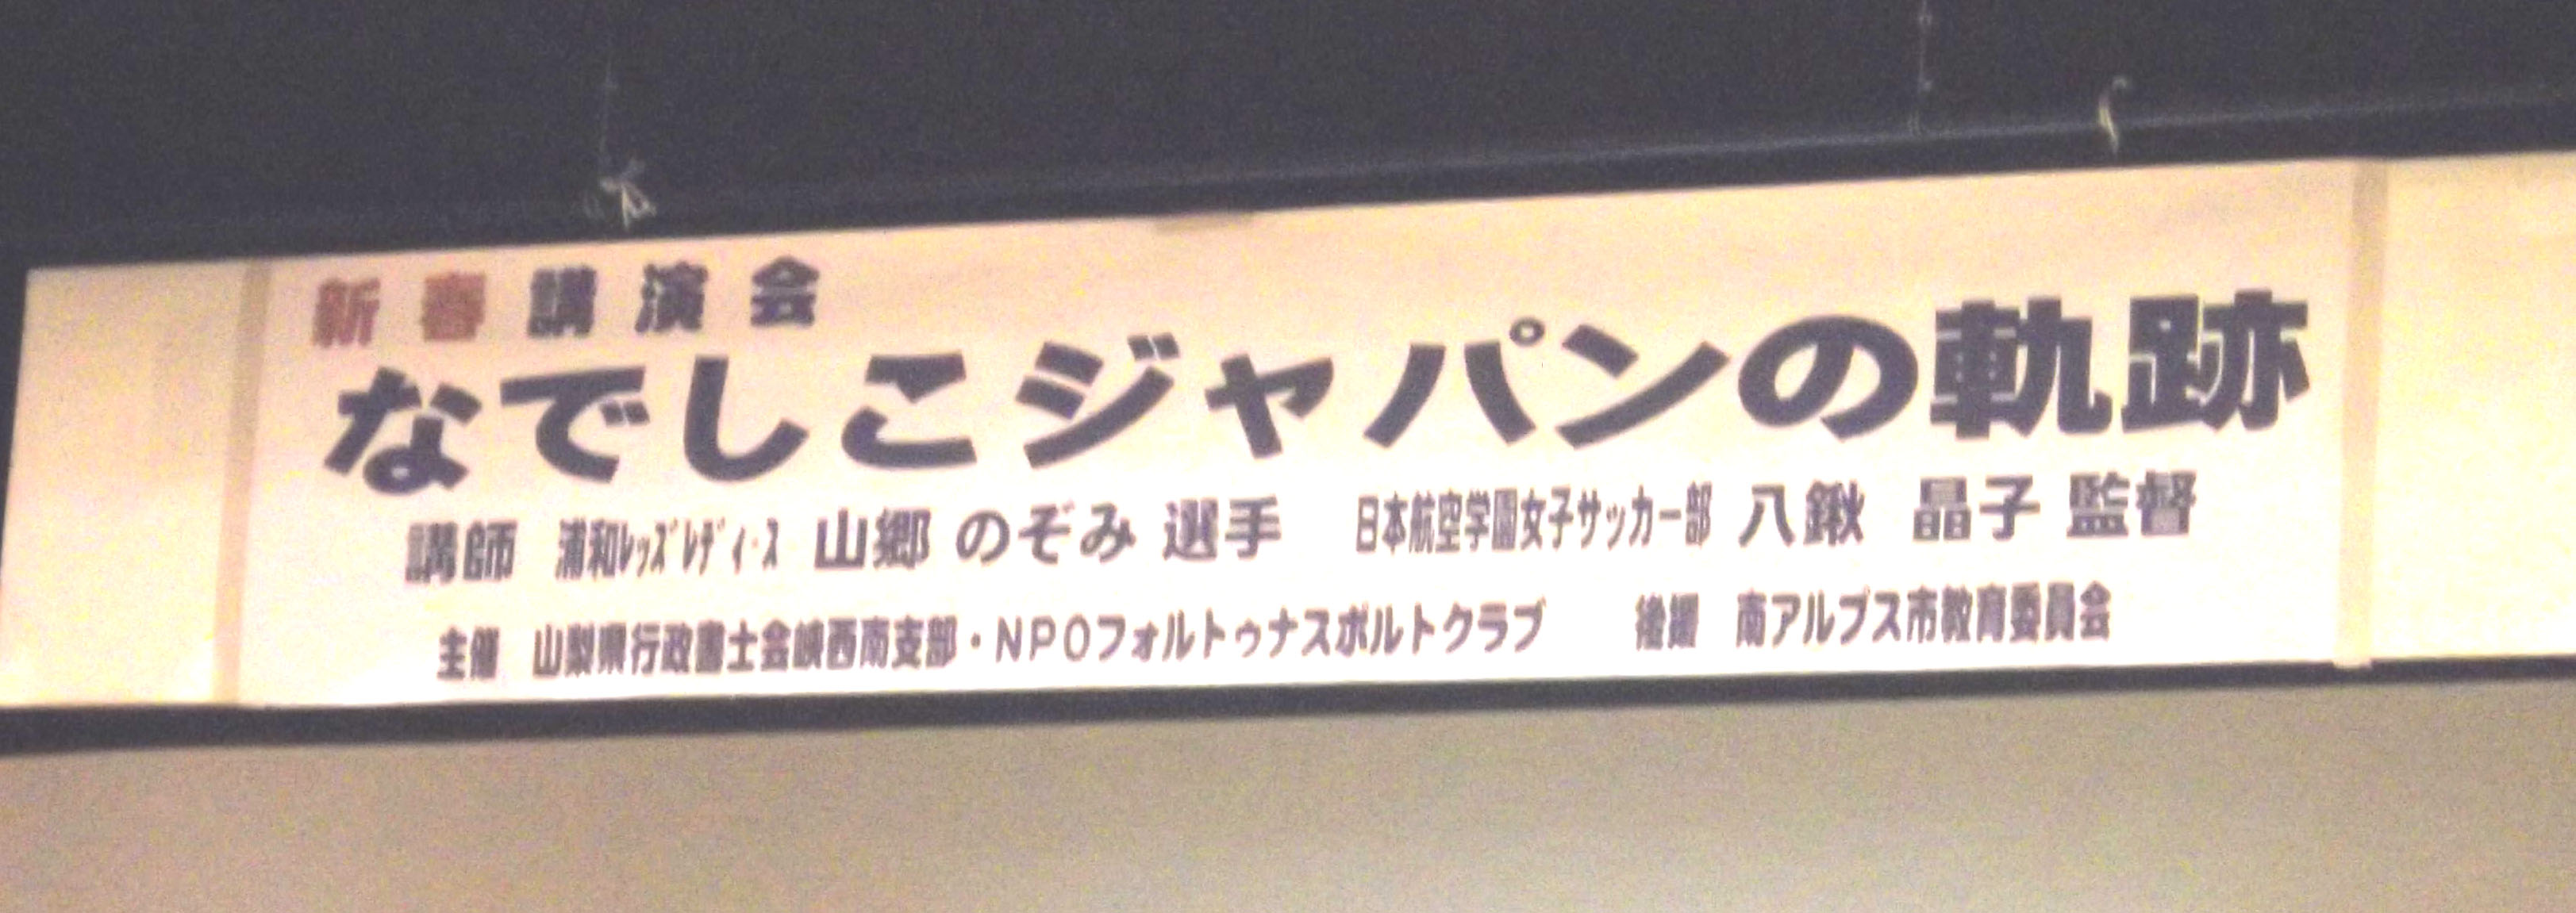 新春講演会
なでしこジャパンの軌跡
講師 浦和ﾚｯｽﾞﾚﾃﾞｨｰｽ 山郷 のぞみ 選手 日本航空学園女子サッカー部 八鍬 晶子 監督
主催 山梨県行政書士会峡西南支部・NPOフォルトゥナスポルトクラブ 後援 南アルプス市教育委員会